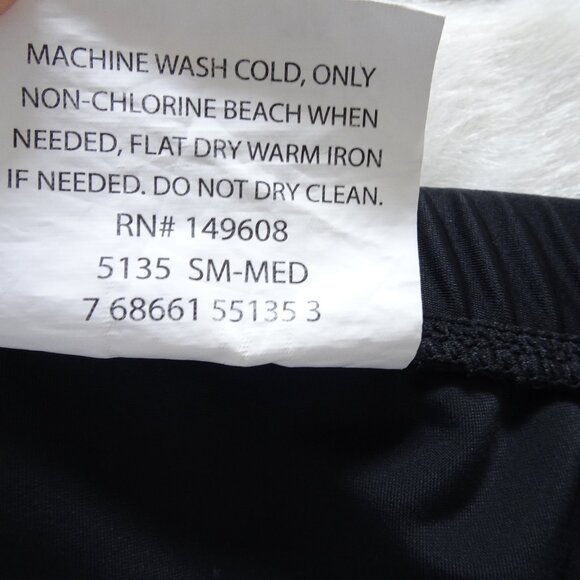 MACHINE WASH COLD, ONLY
NON-CHLORINE BEACH WHEN
NEEDED, FLAT DRY WARM IRON
IF NEEDED. DO NOT DRY CLEAN.
RN# 149608
5135 SM-MED
7 68661 55135 3